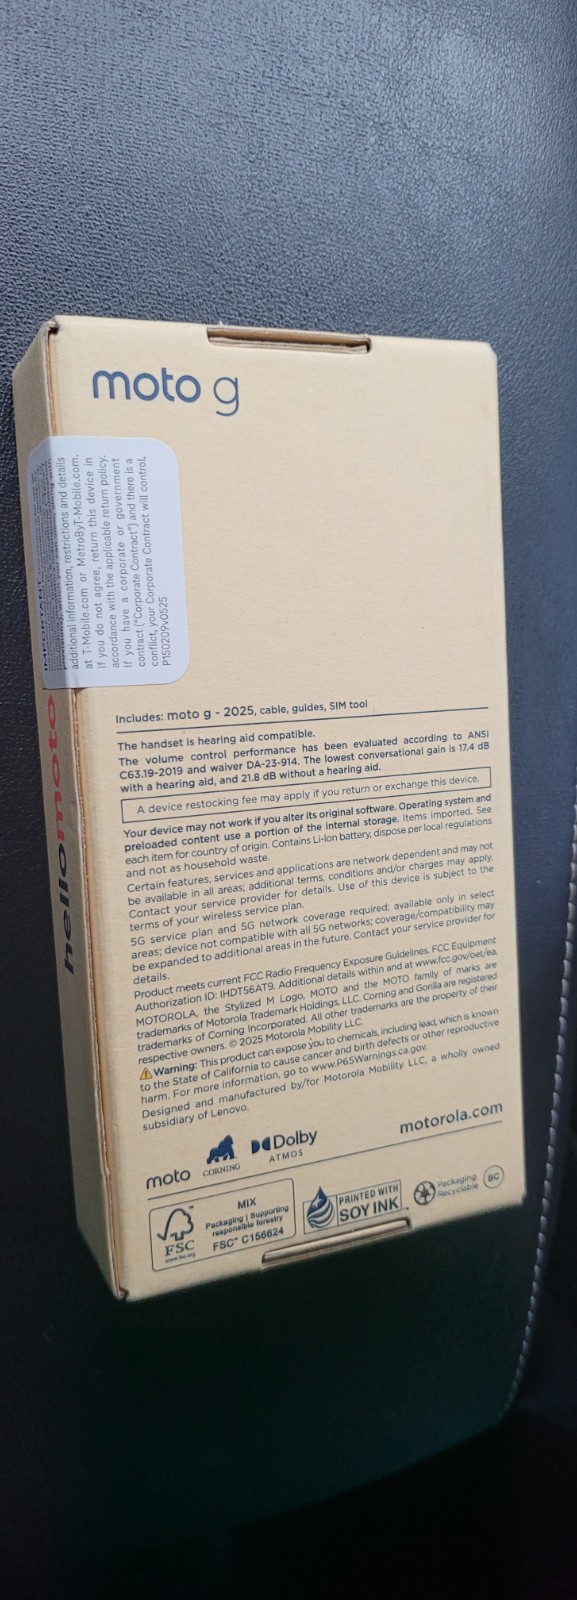 moto g
IMPORTANT
additional information, restrictions and details
at T-Mobile.com or MetroByT-Mobile.com.
If you do not agree, return this device in
accordance with the applicable return policy.
If you have a corporate or government
contract ("Corporate Contract") and there is a
conflict, your Corporate Contract will control.
P150209v0525
hellomoto
Includes: moto g - 2025, cable, guides, SIM tool
The handset is hearing aid compatible.
The volume control performance has been evaluated according to ANSI
C63.19-2019 and waiver DA-23-914. The lowest conversational gain is 17.4 dB
with a hearing aid, and 21.8 dB without a hearing aid.
A device restocking fee may apply if you return or exchange this device.
Your device may not work if you alter its original software. Operating system and
preloaded content use a portion of the internal storage. Items imported. See
each item for country of origin. Contains Li-Ion battery, dispose per local regulations
and not as household waste.
Certain features, services and applications are network dependent and may not
be available in all areas; additional terms, conditions and/or charges may apply.
Contact your service provider for details. Use of this device is subject to the
terms of your wireless service plan.
5G service plan and 5G network coverage required; available only in select
areas; device not compatible with all 5G networks; coverage/compatibility may
be expanded to additional areas in the future. Contact your service provider for
details.
Product meets current FCC Radio Frequency Exposure Guidelines. FCC Equipment
Authorization ID: IHDT56AT9. Additional details within and at www.fcc.gov/oet/ea.
MOTOROLA, the Stylized M Logo, MOTO and the MOTO family of marks are
trademarks of Motorola Trademark Holdings, LLC. Corning and Gorilla are registered
trademarks of Corning Incorporated. All other trademarks are the property of their
respective owners. © 2025 Motorola Mobility LLC.
Warning: This product can expose you to chemicals, including lead, which is known
to the State of California to cause cancer and birth defects or other reproductive
harm. For more information, go to www.P65Warnings.ca.gov.
Designed and manufactured by/for Motorola Mobility LLC, a wholly owned
subsidiary of Lenovo.
motorola.com
moto CORNING Dolby ATMOS
FSC
www.fsc.org
MIX
Packaging | Supporting
responsible forestry
FSC™ C156624
PRINTED WITH
SOY INK™
Packaging
Recyclable
BC